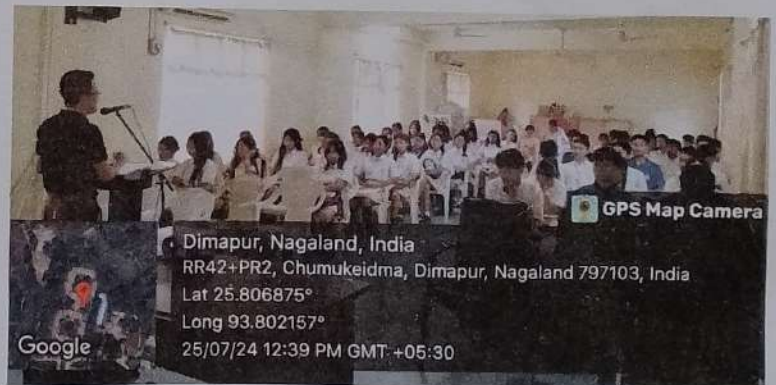 GPS Map Camera
Dimapur, Nagaland, India
RR42+PR2, Chumukeidma, Dimapur, Nagaland 797103, India
Lat 25.806875°
Long 93.802157°
25/07/24 12:39 PM GMT +05:30
Google